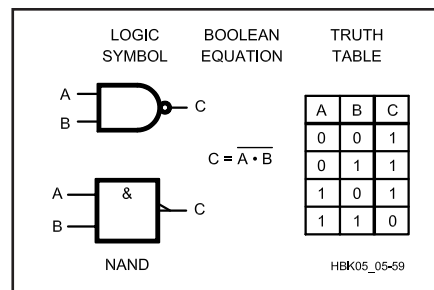 LOGIC SYMBOL
BOOLEAN EQUATION
TRUTH TABLE
A
B
C
C = \overline{A • B}
A
B
&
C
NAND
A B C
0 0 1
0 1 1
1 0 1
1 1 0
HBK05_05-59